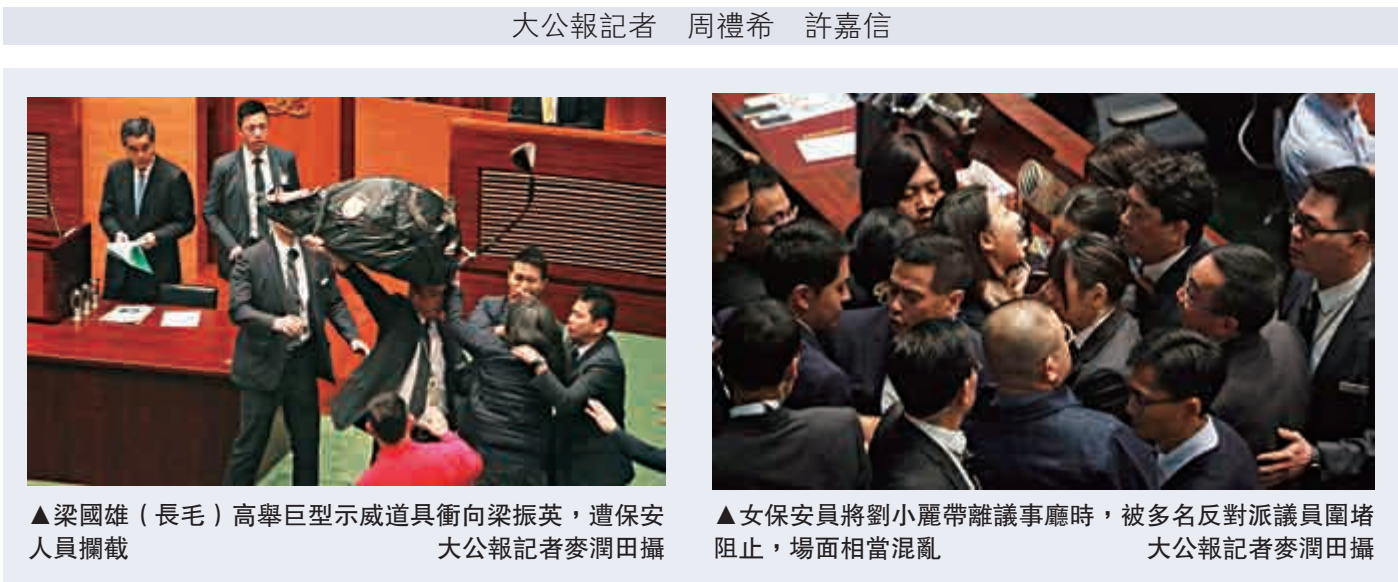 大公報記者　周禮希　許嘉信
▲梁國雄（長毛）高舉巨型示威道具衝向梁振英，遭保安
人員攔截　大公報記者麥潤田攝
▲女保安員將劉小麗帶離議事廳時，被多名反對派議員圍堵
阻止，場面相當混亂　大公報記者麥潤田攝